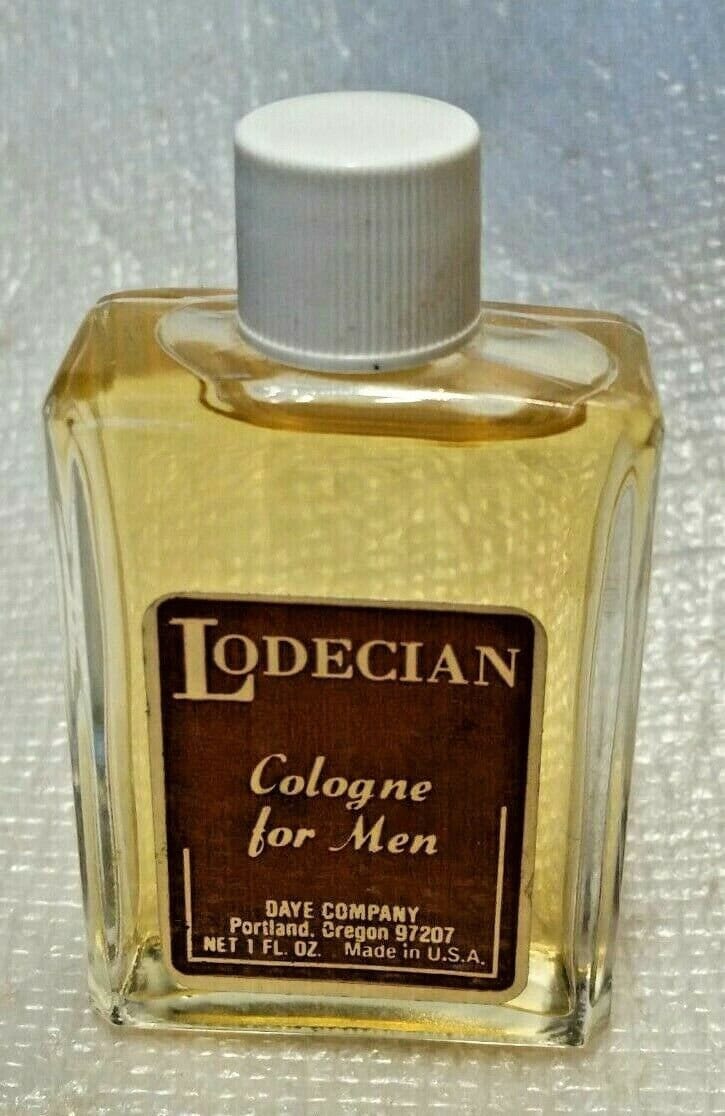 LODECIAN
Cologne
for Men
DAYE COMPANY
Portland, Oregon 97207
NET 1 FL. OZ. Made in U.S.A.